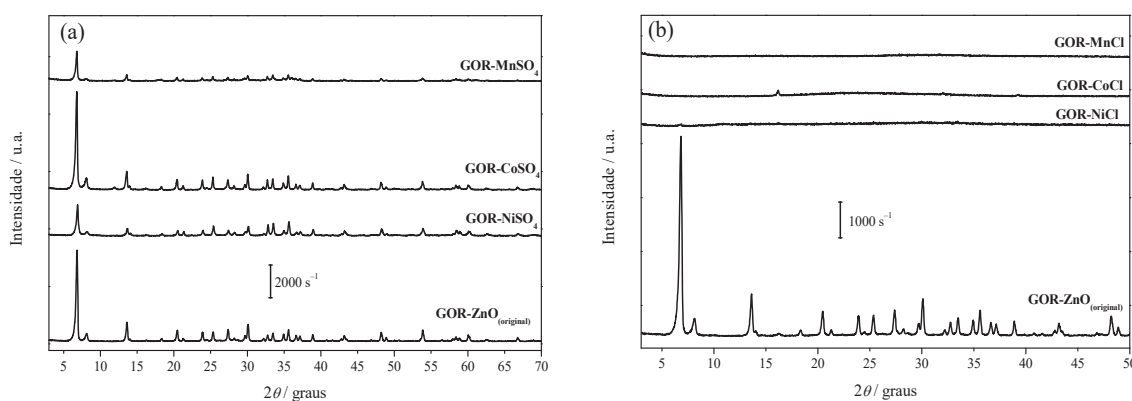 (a)
GOR-MnSO4
GOR-CoSO4
GOR-NiSO4
2000 s–1
GOR-ZnO(original)
Intensidade / u.a.
5 10 15 20 25 30 35 40 45 50 55 60 65 70
2θ / graus
(b)
GOR-MnCl
GOR-CoCl
GOR-NiCl
1000 s–1
GOR-ZnO(original)
Intensidade / u.a.
5 10 15 20 25 30 35 40 45 50
2θ / graus